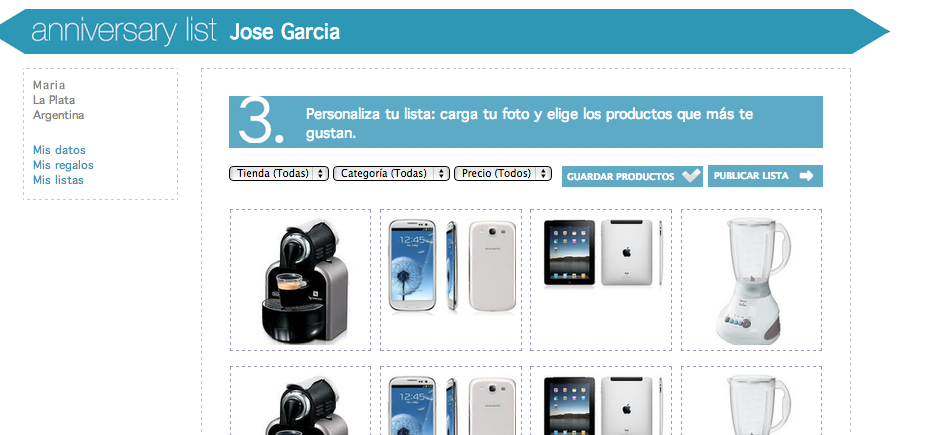 anniversary list Jose Garcia
Maria
La Plata
Argentina
Mis datos
Mis regalos
Mis listas
3. Personaliza tu lista: carga tu foto y elige los productos que más te
gustan.
Tienda (Todas) Categoría (Todas) Precio (Todos) GUARDAR PRODUCTOS PUBLICAR LISTA
12:45